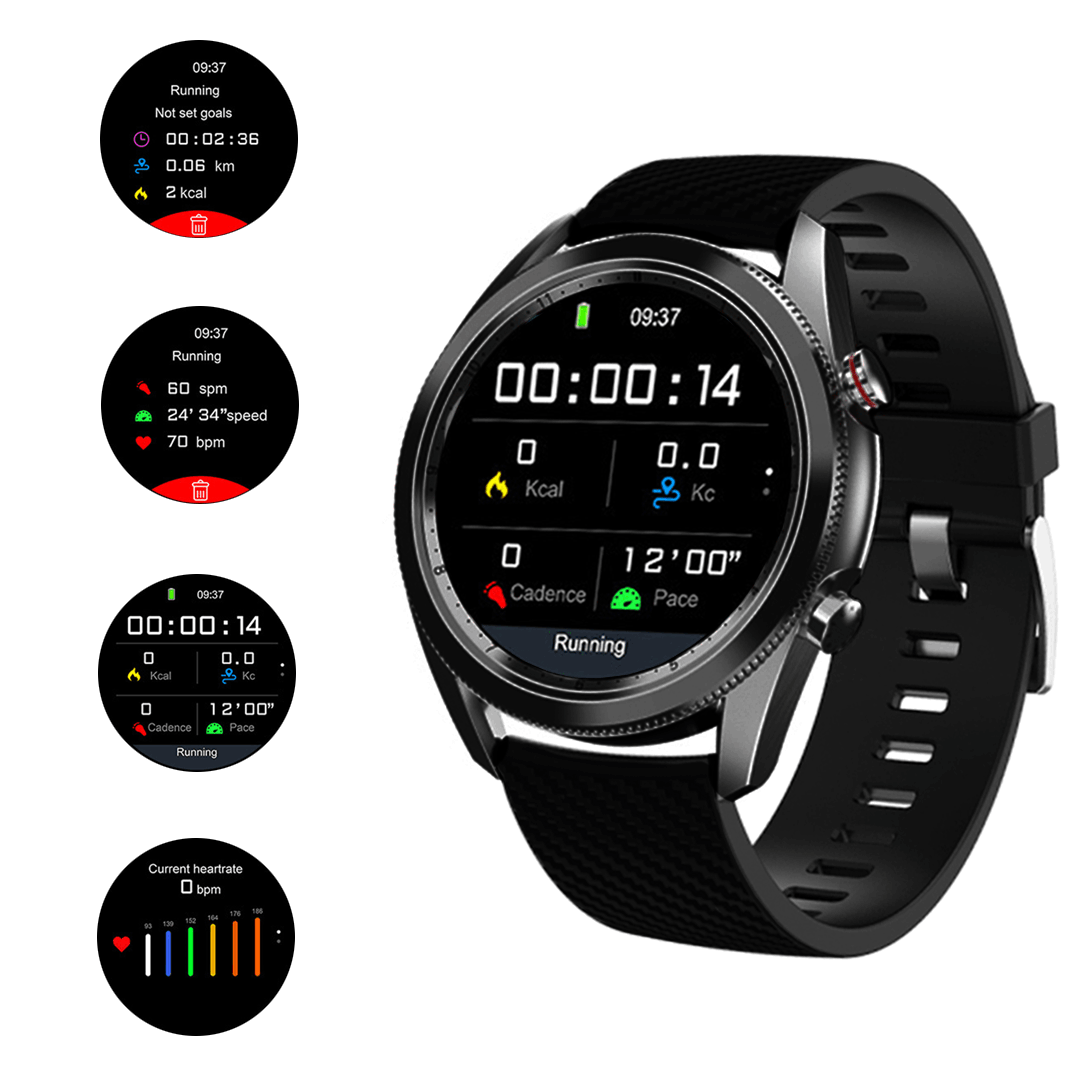 09:37
Running
Not set goals
00:02:36
0.06 km
2 kcal
09:37
Running
60 spm
24' 34"speed
70 bpm
09:37
00:00:14
0 0.0
Kcal Kc
0 12'00"
Cadence Pace
Running
Current heartrate
0 bpm
93 139 152 164 176 186
09:37
00:00:14
0 0.0
Kcal Kc
0 12'00"
Cadence Pace
Running